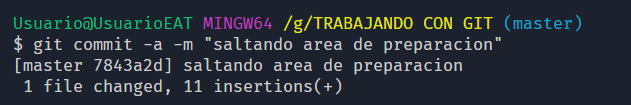 Usuario@UsuarioEAT MINGW64 /g/TRABAJANDO CON GIT (master)
$ git commit -a -m "saltando area de preparacion"
[master 7843a2d] saltando area de preparacion
 1 file changed, 11 insertions(+)